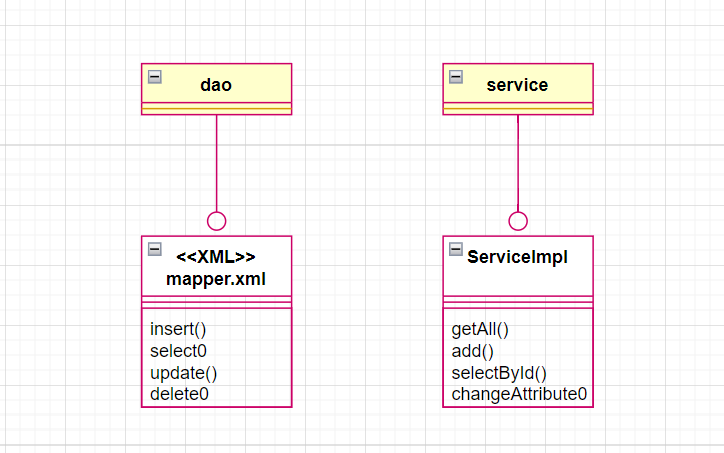 dao
service
<<XML>>
mapper.xml
insert()
select0
update()
delete0
ServiceImpl
getAll()
add()
selectById()
changeAttribute0